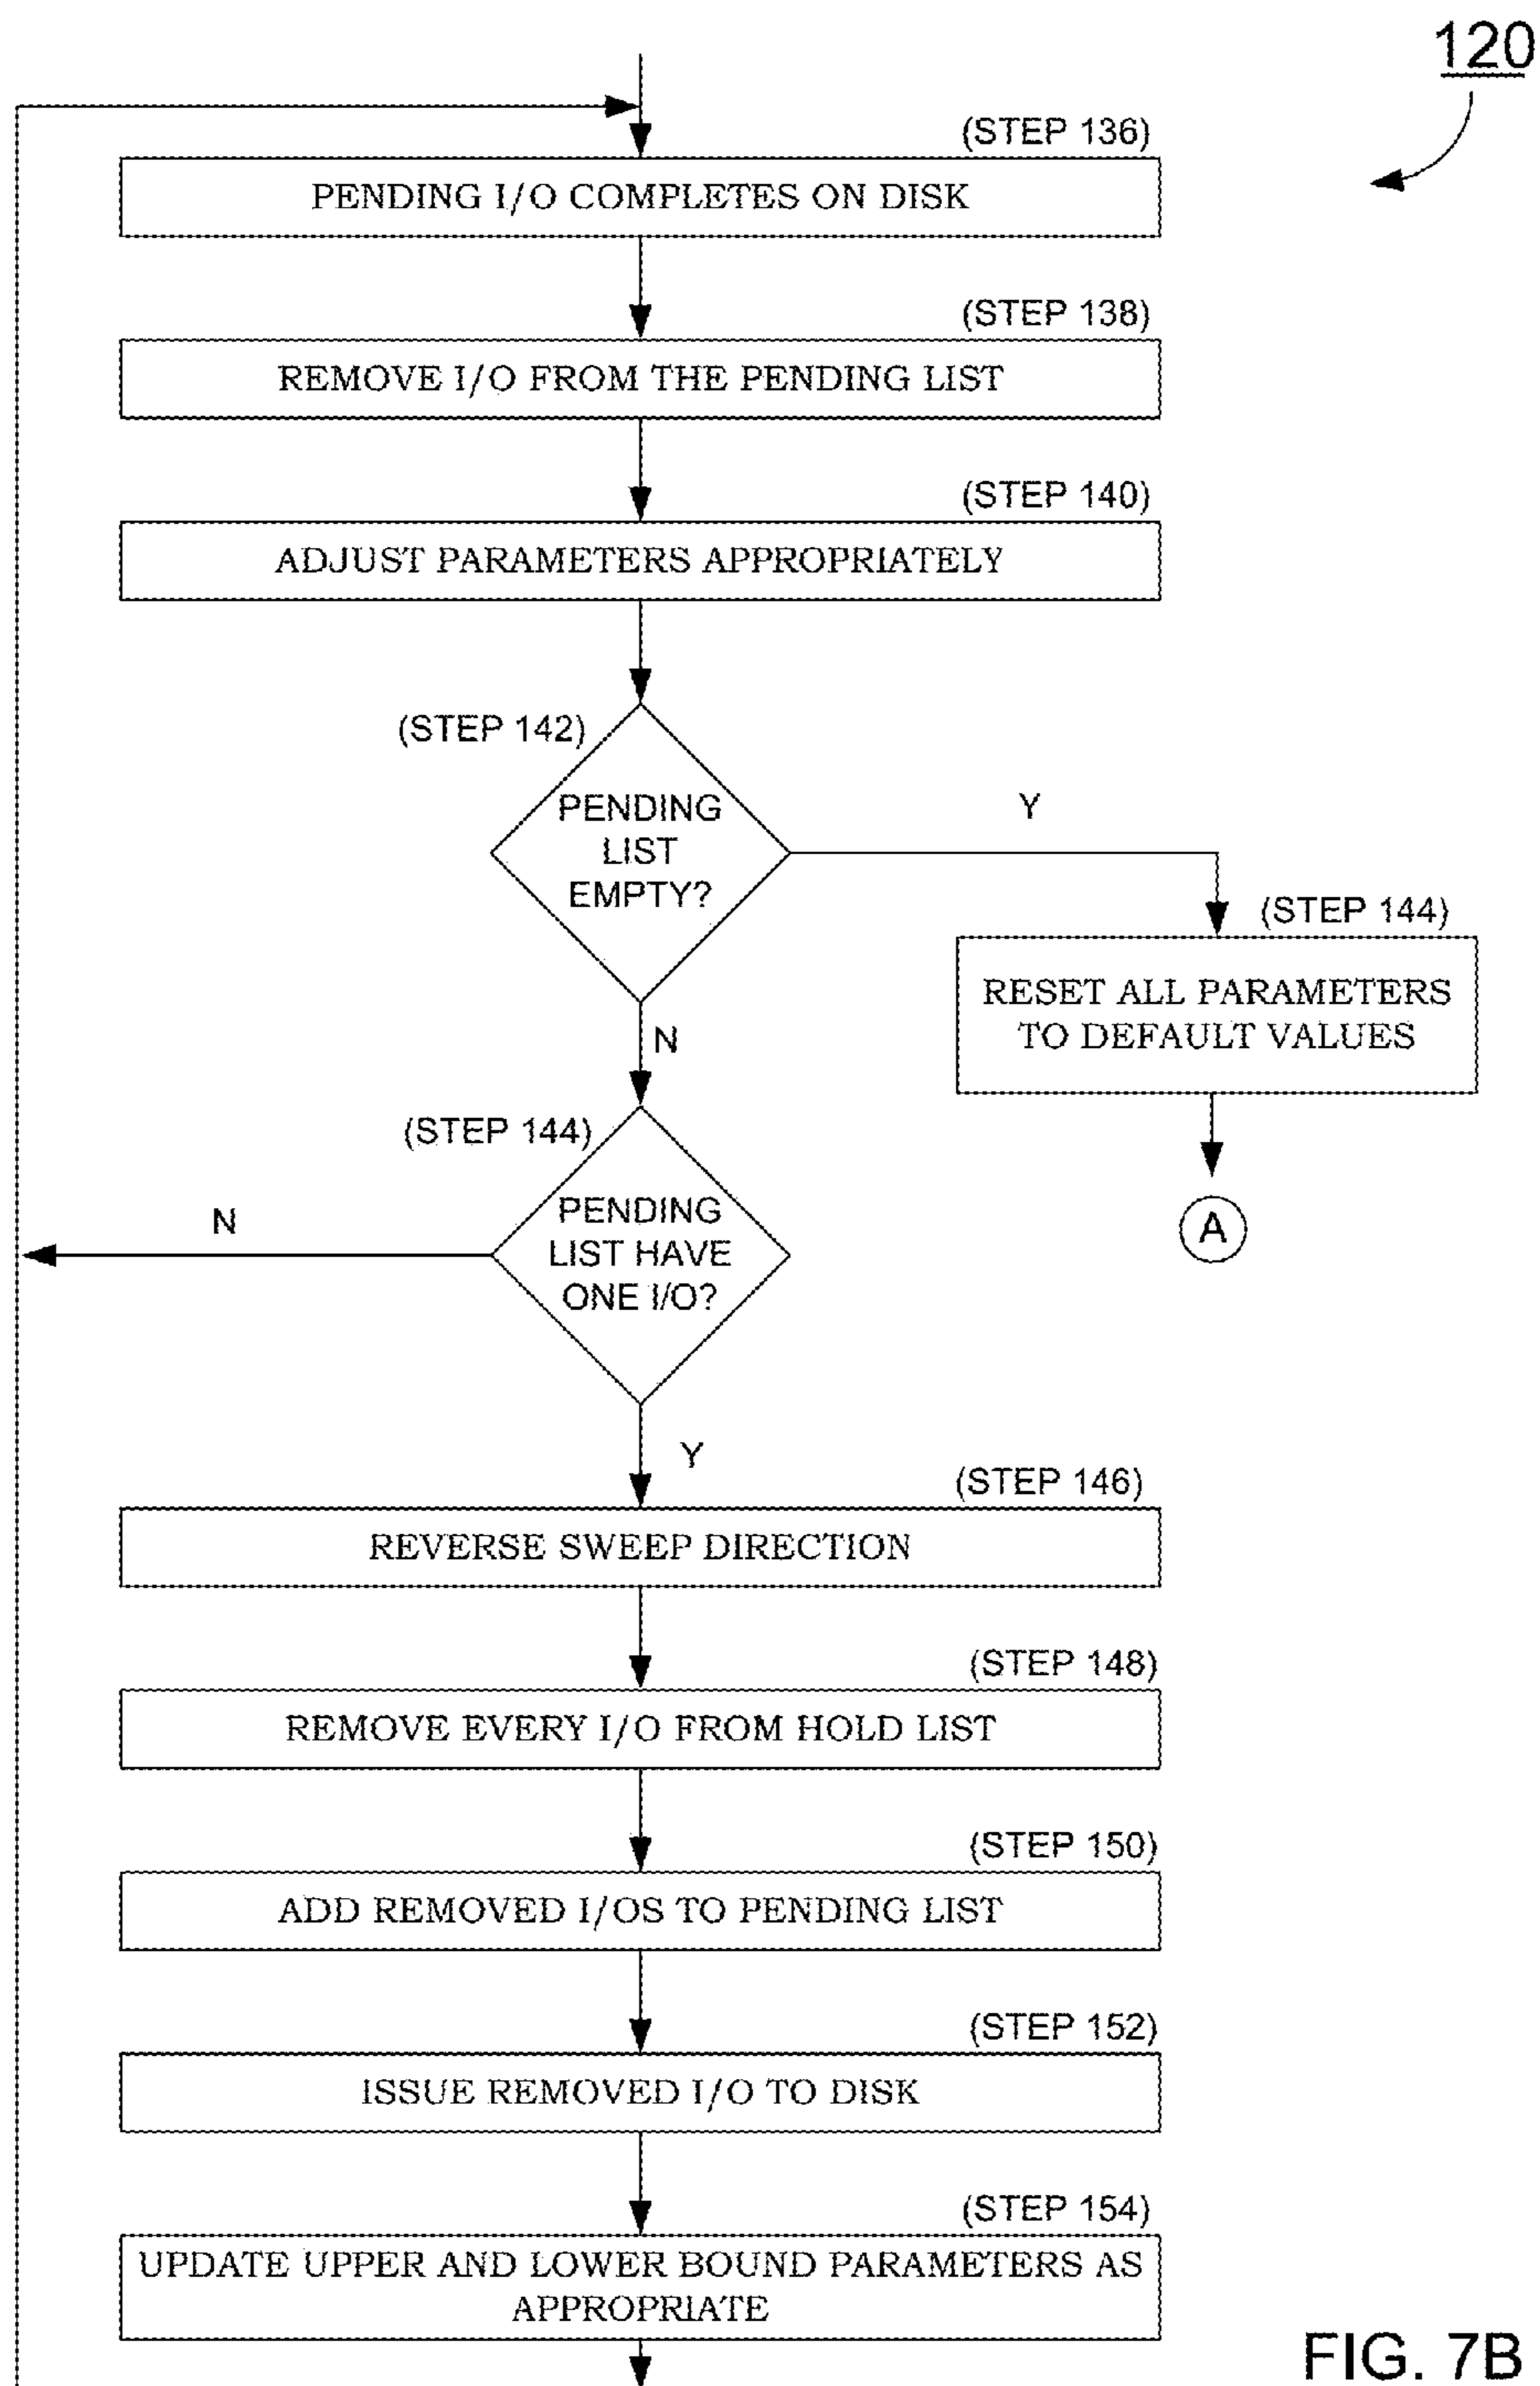 120
(STEP 136)
PENDING I/O COMPLETES ON DISK
(STEP 138)
REMOVE I/O FROM THE PENDING LIST
(STEP 140)
ADJUST PARAMETERS APPROPRIATELY
(STEP 142)
PENDING
LIST
EMPTY?
Y
(STEP 144)
RESET ALL PARAMETERS
TO DEFAULT VALUES
A
N
(STEP 144)
PENDING
LIST HAVE
ONE I/O?
N
Y
(STEP 146)
REVERSE SWEEP DIRECTION
(STEP 148)
REMOVE EVERY I/O FROM HOLD LIST
(STEP 150)
ADD REMOVED I/OS TO PENDING LIST
(STEP 152)
ISSUE REMOVED I/O TO DISK
(STEP 154)
UPDATE UPPER AND LOWER BOUND PARAMETERS AS
APPROPRIATE
FIG. 7B